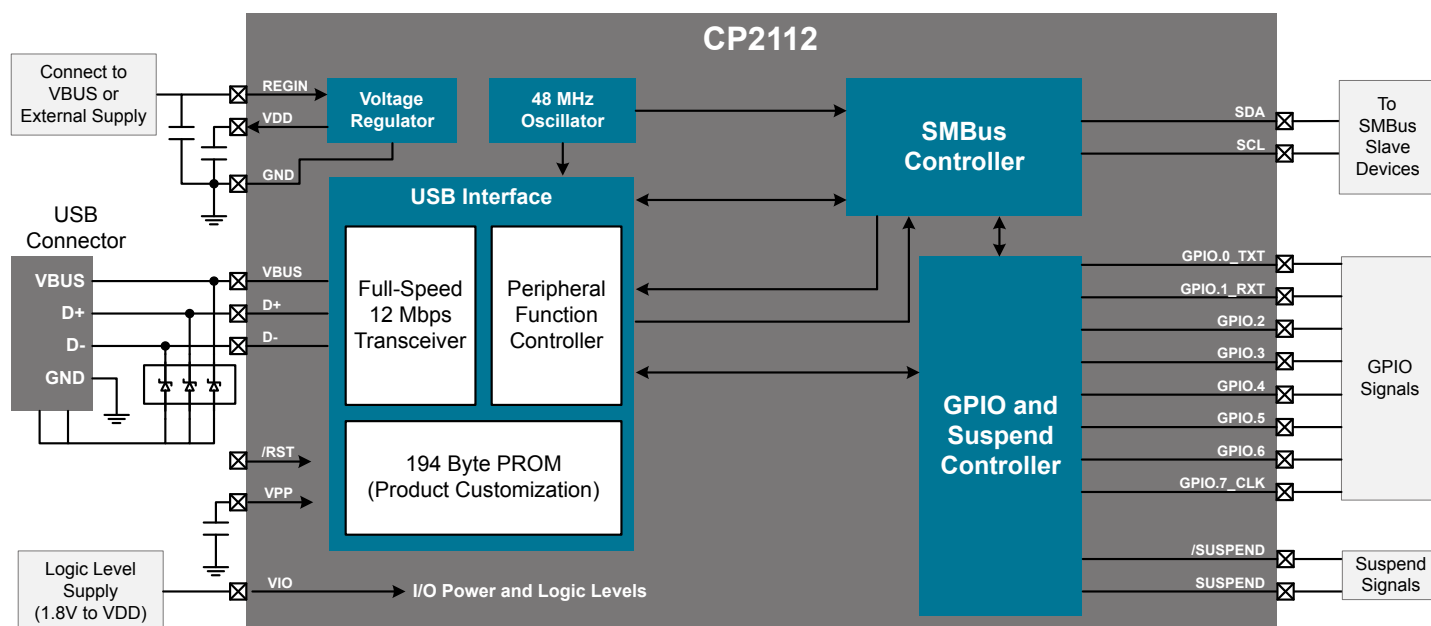 CP2112
Connect to
VBUS or
External Supply
REGIN
VDD
GND
Voltage
Regulator
48 MHz
Oscillator
SMBus
Controller
SDA
SCL
To
SMBus
Slave
Devices
USB
Connector
VBUS
D+
D-
GND
VBUS
D+
D-
USB Interface
Full-Speed
12 Mbps
Transceiver
Peripheral
Function
Controller
194 Byte PROM
(Product Customization)
/RST
VPP
GPIO and
Suspend
Controller
GPIO.0_TXT
GPIO.1_RXT
GPIO.2
GPIO.3
GPIO.4
GPIO.5
GPIO.6
GPIO.7_CLK
GPIO
Signals
/SUSPEND
SUSPEND
Suspend
Signals
Logic Level
Supply
(1.8V to VDD)
VIO
I/O Power and Logic Levels